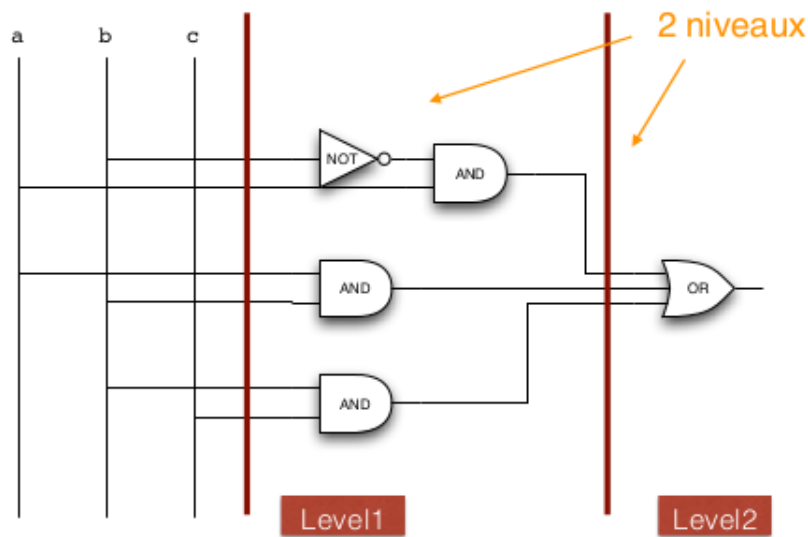 2 niveaux
a b c
NOT
AND
AND
OR
AND
Level1 Level2